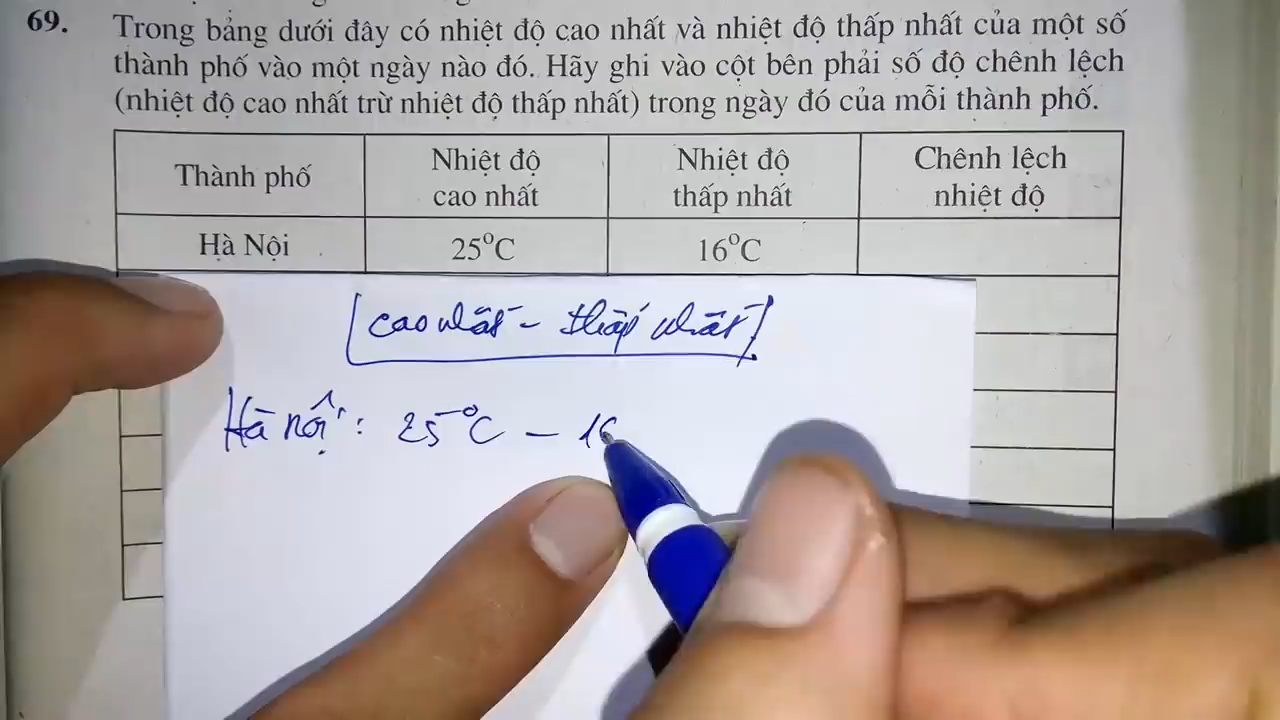 69. Trong bảng dưới đây có nhiệt độ cao nhất và nhiệt độ thấp nhất của một số
thành phố vào một ngày nào đó. Hãy ghi vào cột bên phải số độ chênh lệch
(nhiệt độ cao nhất trừ nhiệt độ thấp nhất) trong ngày đó của mỗi thành phố.
Thành phố
Nhiệt độ
cao nhất
Nhiệt độ
thấp nhất
Chênh lệch
nhiệt độ
Hà Nội 25°C 16°C
cao nhất - thấp nhất
Hà nội: 25°C - 16